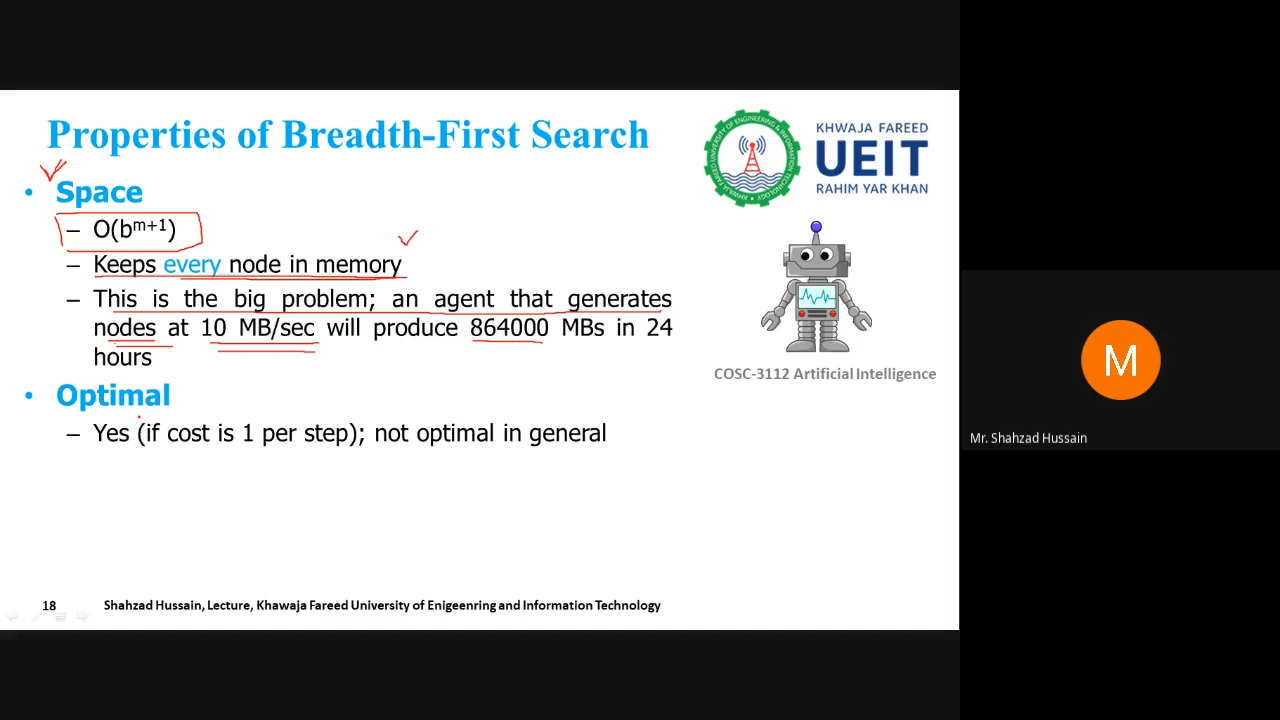 Properties of Breadth-First Search
• Space
– O(bᵐ⁺¹)
– Keeps every node in memory
– This is the big problem; an agent that generates
nodes at 10 MB/sec will produce 864000 MBs in 24
hours
• Optimal
– Yes (if cost is 1 per step); not optimal in general
KHWAJA FAREED
UEIT
RAHIM YAR KHAN
COSC-3112 Artificial Intelligence
18
Shahzad Hussain, Lecture, Khawaja Fareed University of Enigeenring and Information Technology
M
Mr. Shahzad Hussain